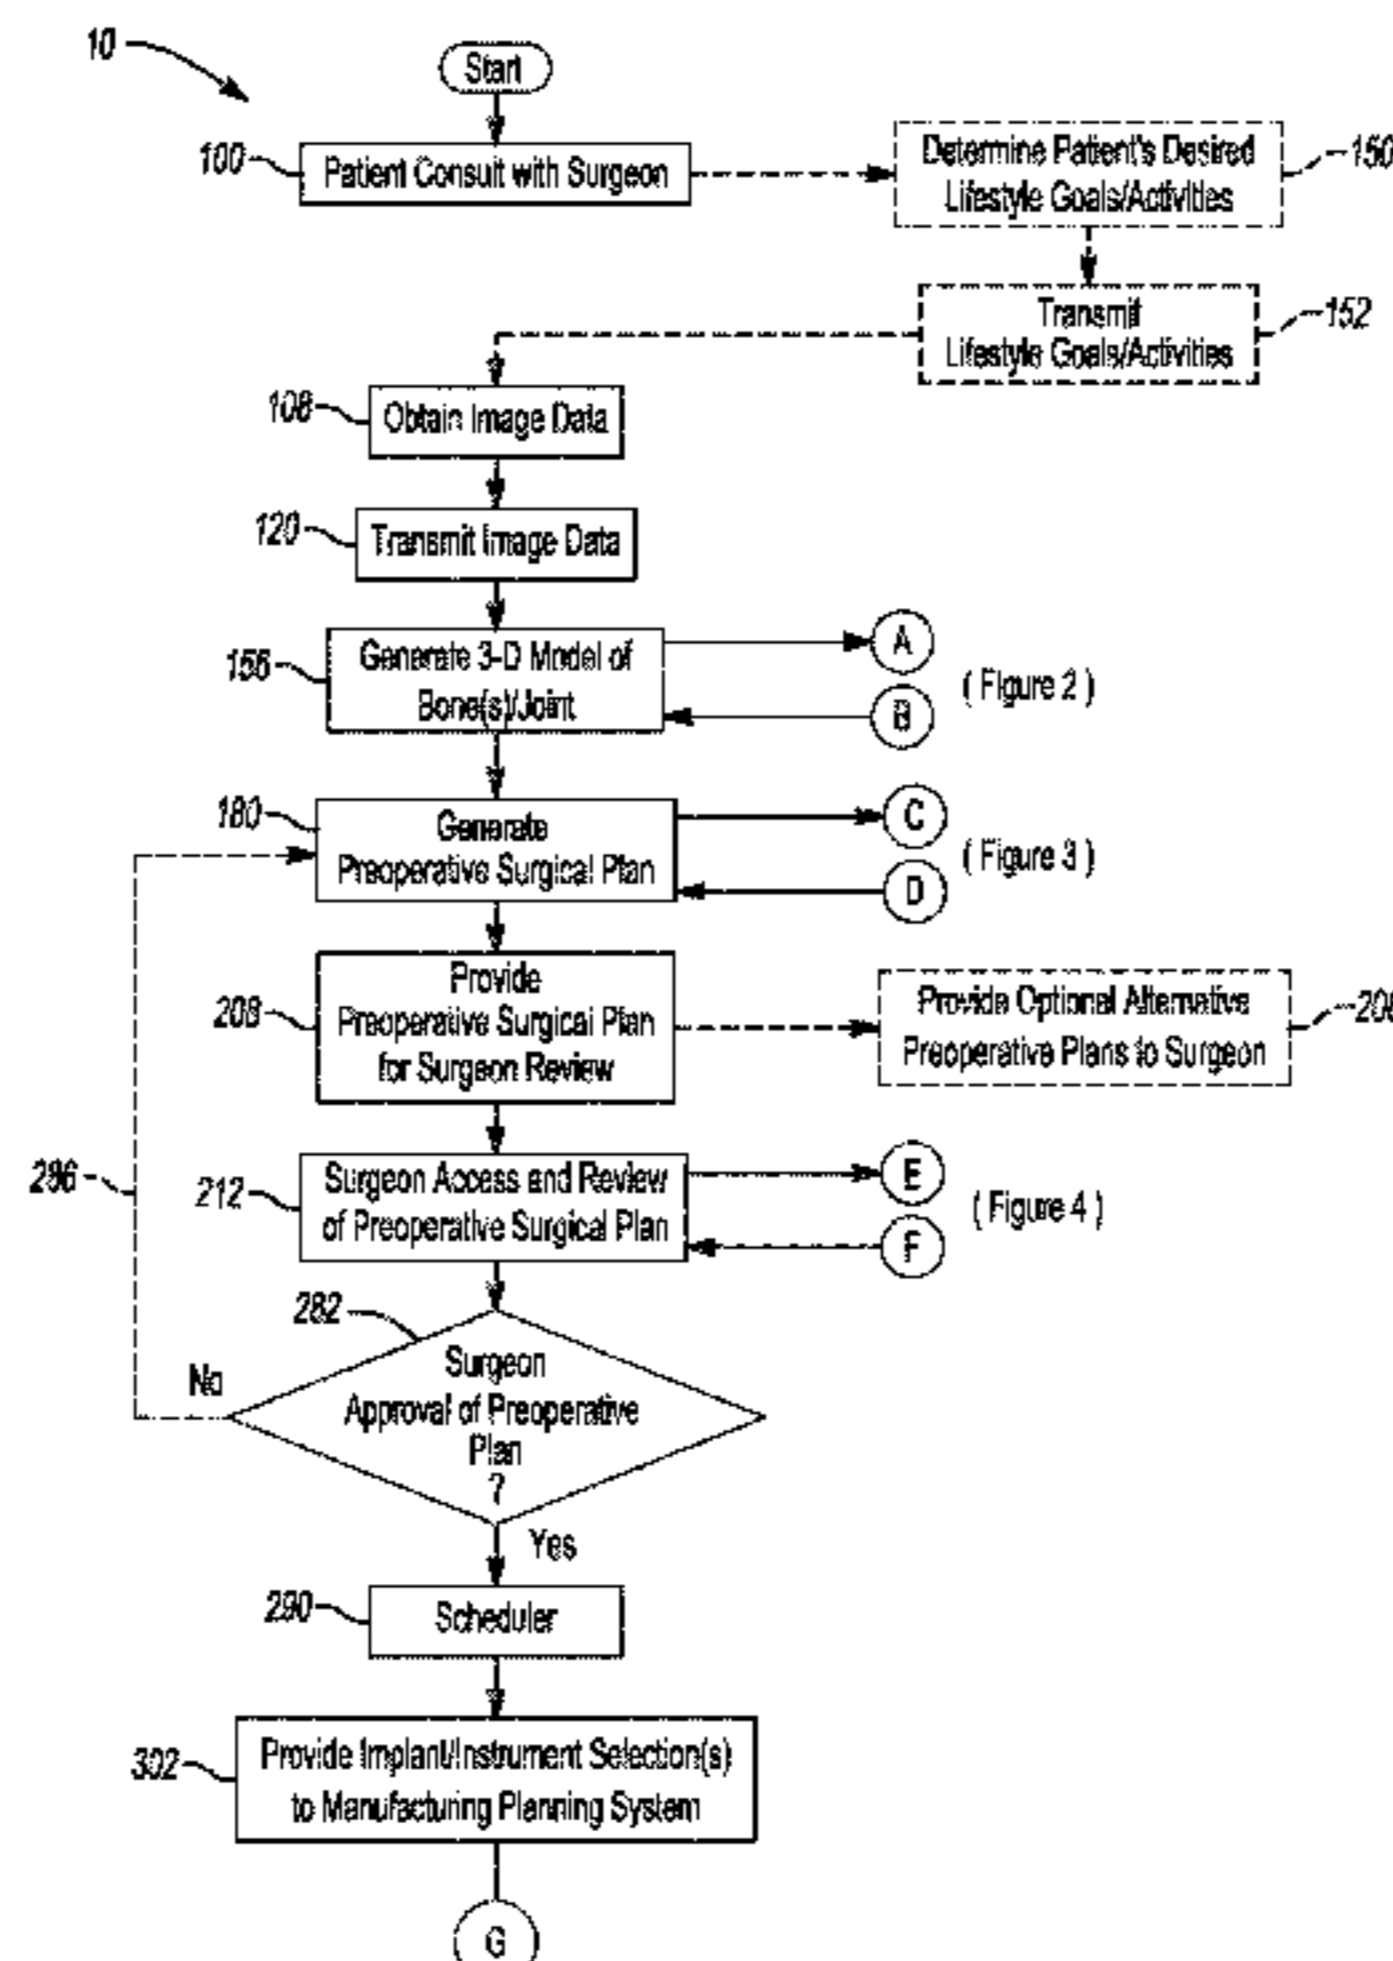 10
Start
100
Patient Consult with Surgeon
Determine Patient's Desired
Lifestyle Goals/Activities
150
Transmit
Lifestyle Goals/Activities
152
108
Obtain Image Data
120
Transmit Image Data
156
Generate 3-D Model of
Bone(s)/Joint
A
B
( Figure 2 )
180
Generate
Preoperative Surgical Plan
C
D
( Figure 3 )
208
Provide
Preoperative Surgical Plan
for Surgeon Review
Provide Optional Alternative
Preoperative Plans to Surgeon
286
212
Surgeon Access and Review
of Preoperative Surgical Plan
E
F
( Figure 4 )
282
No
Surgeon
Approval of Preoperative
Plan
?
Yes
290
Scheduler
302
Provide Implant/Instrument Selection(s)
to Manufacturing Planning System
G